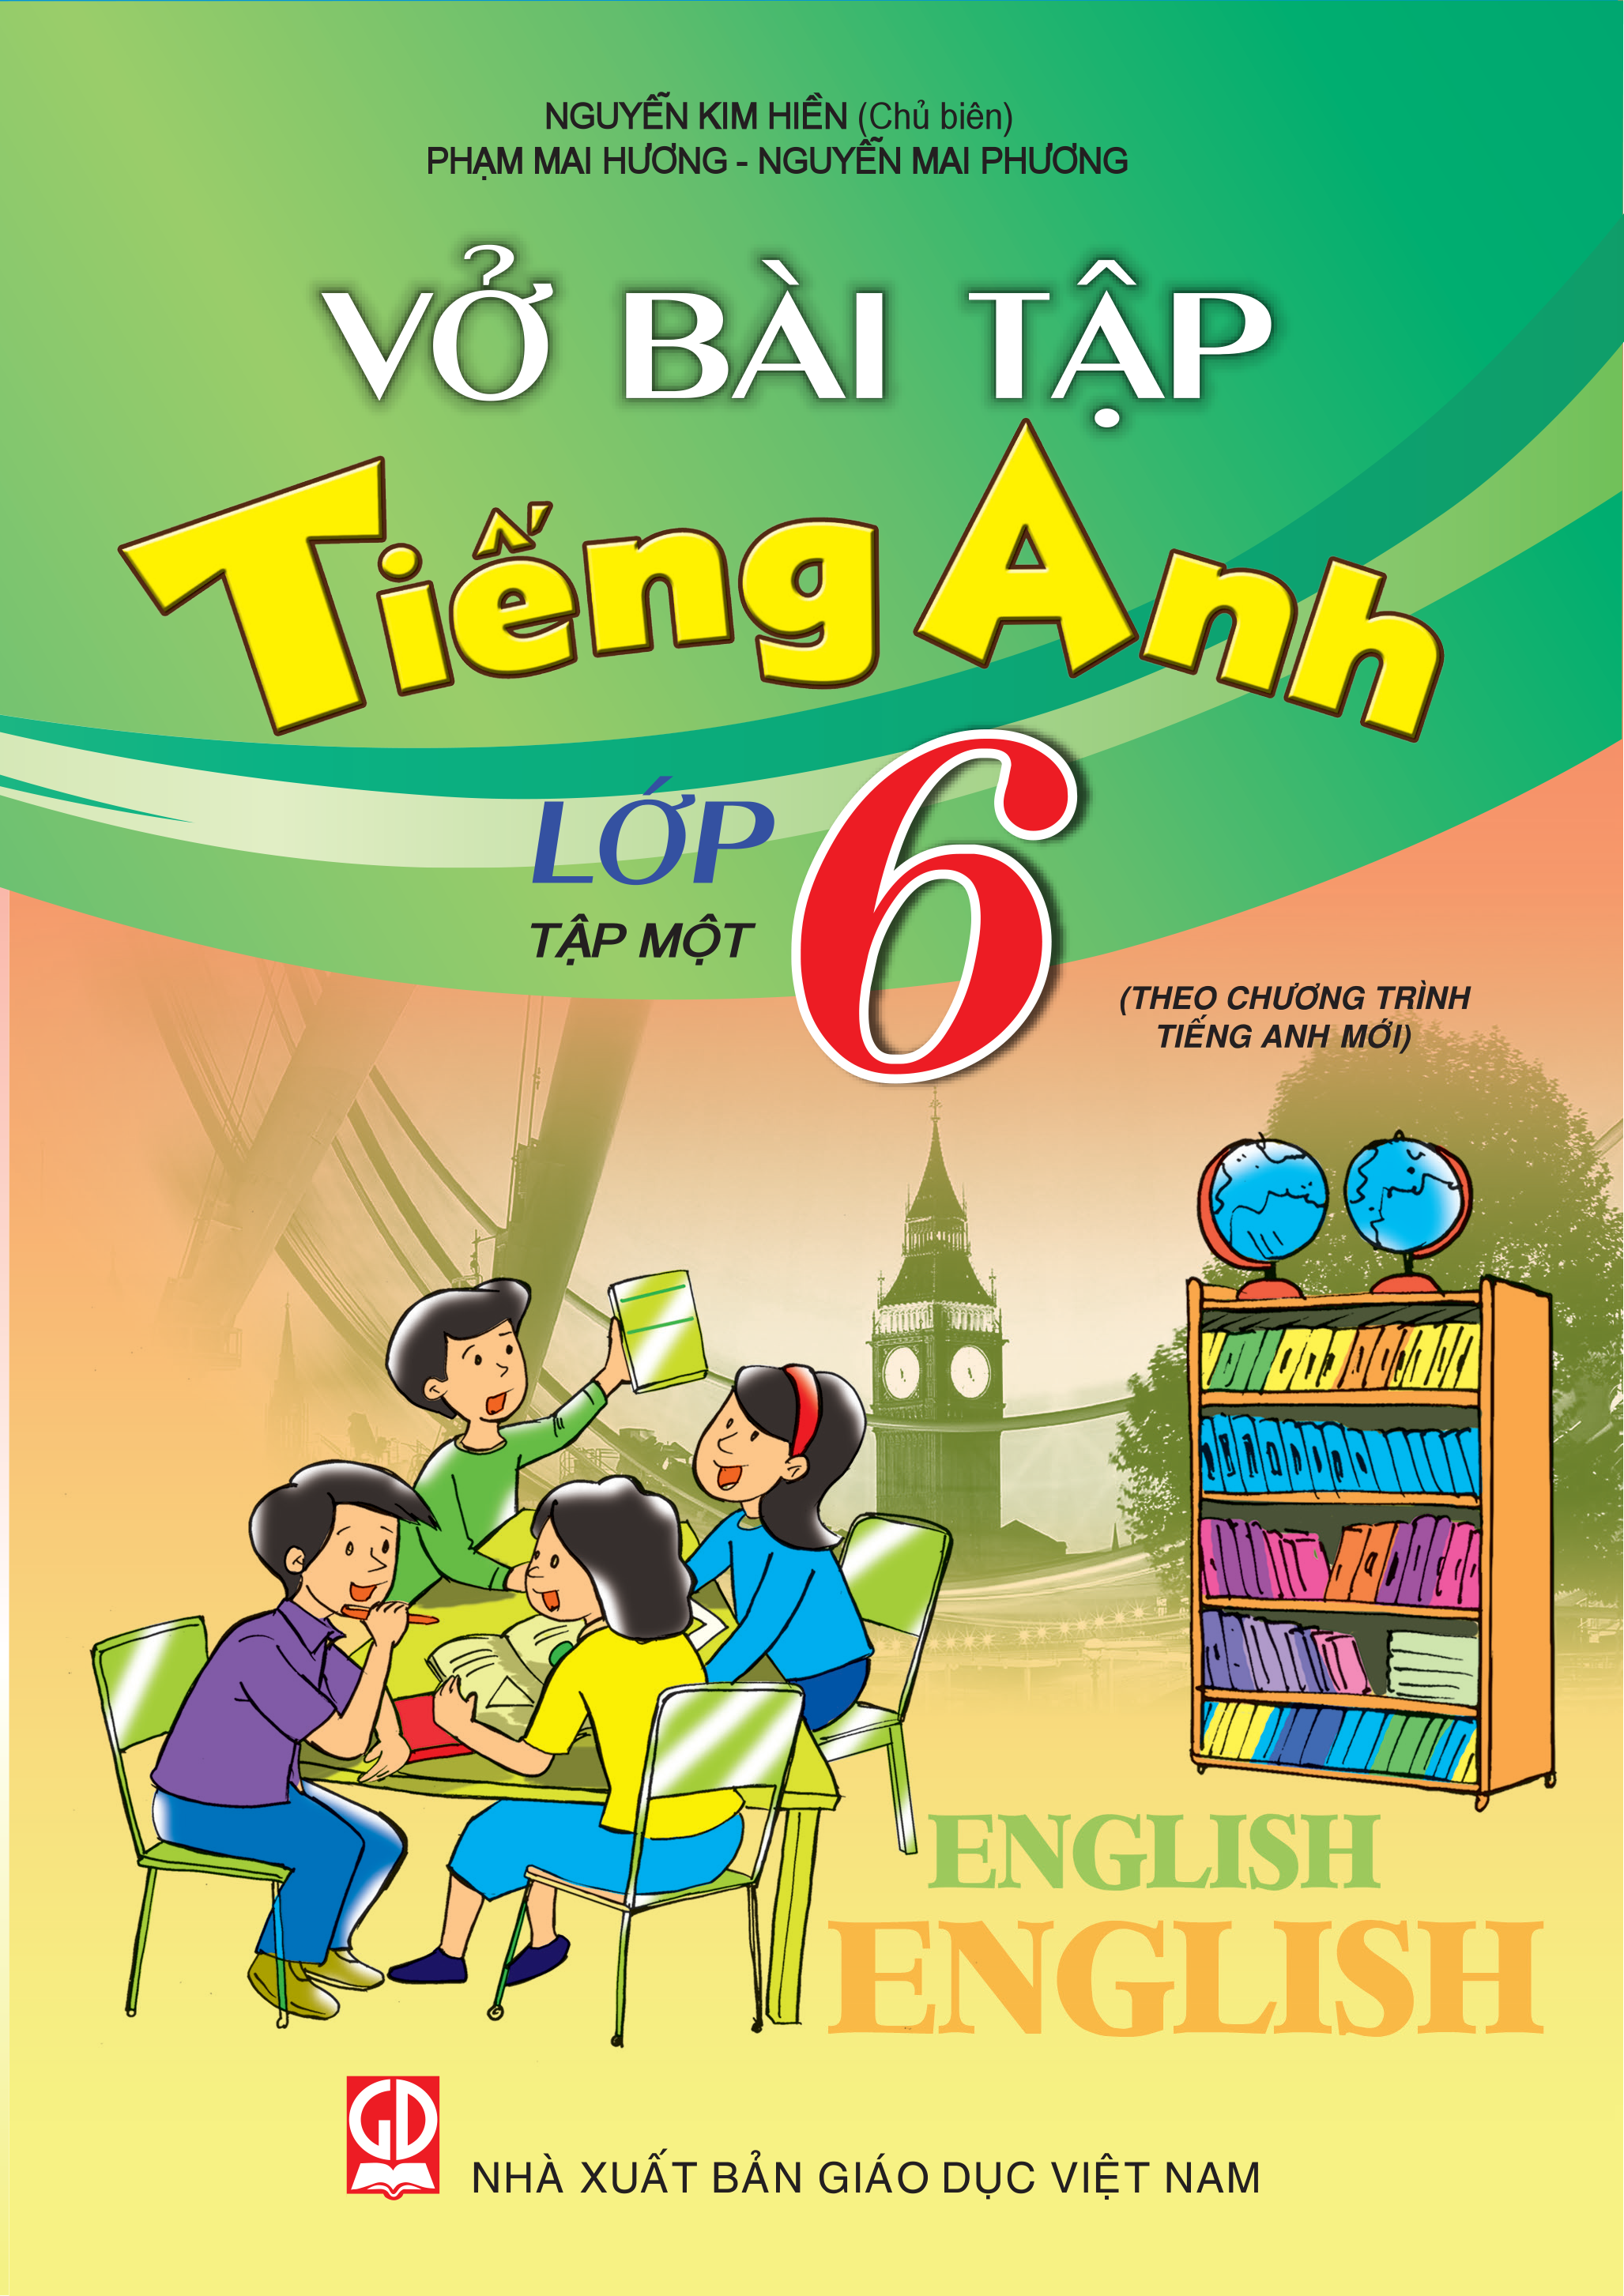 NGUYỄN KIM HIỀN (Chủ biên)
PHẠM MAI HƯƠNG - NGUYỄN MAI PHƯƠNG
VỞ BÀI TẬP
Tiếng Anh
LỚP 6
TẬP MỘT
(THEO CHƯƠNG TRÌNH
TIẾNG ANH MỚI)
ENGLISH
ENGLISH
GD
NHÀ XUẤT BẢN GIÁO DỤC VIỆT NAM